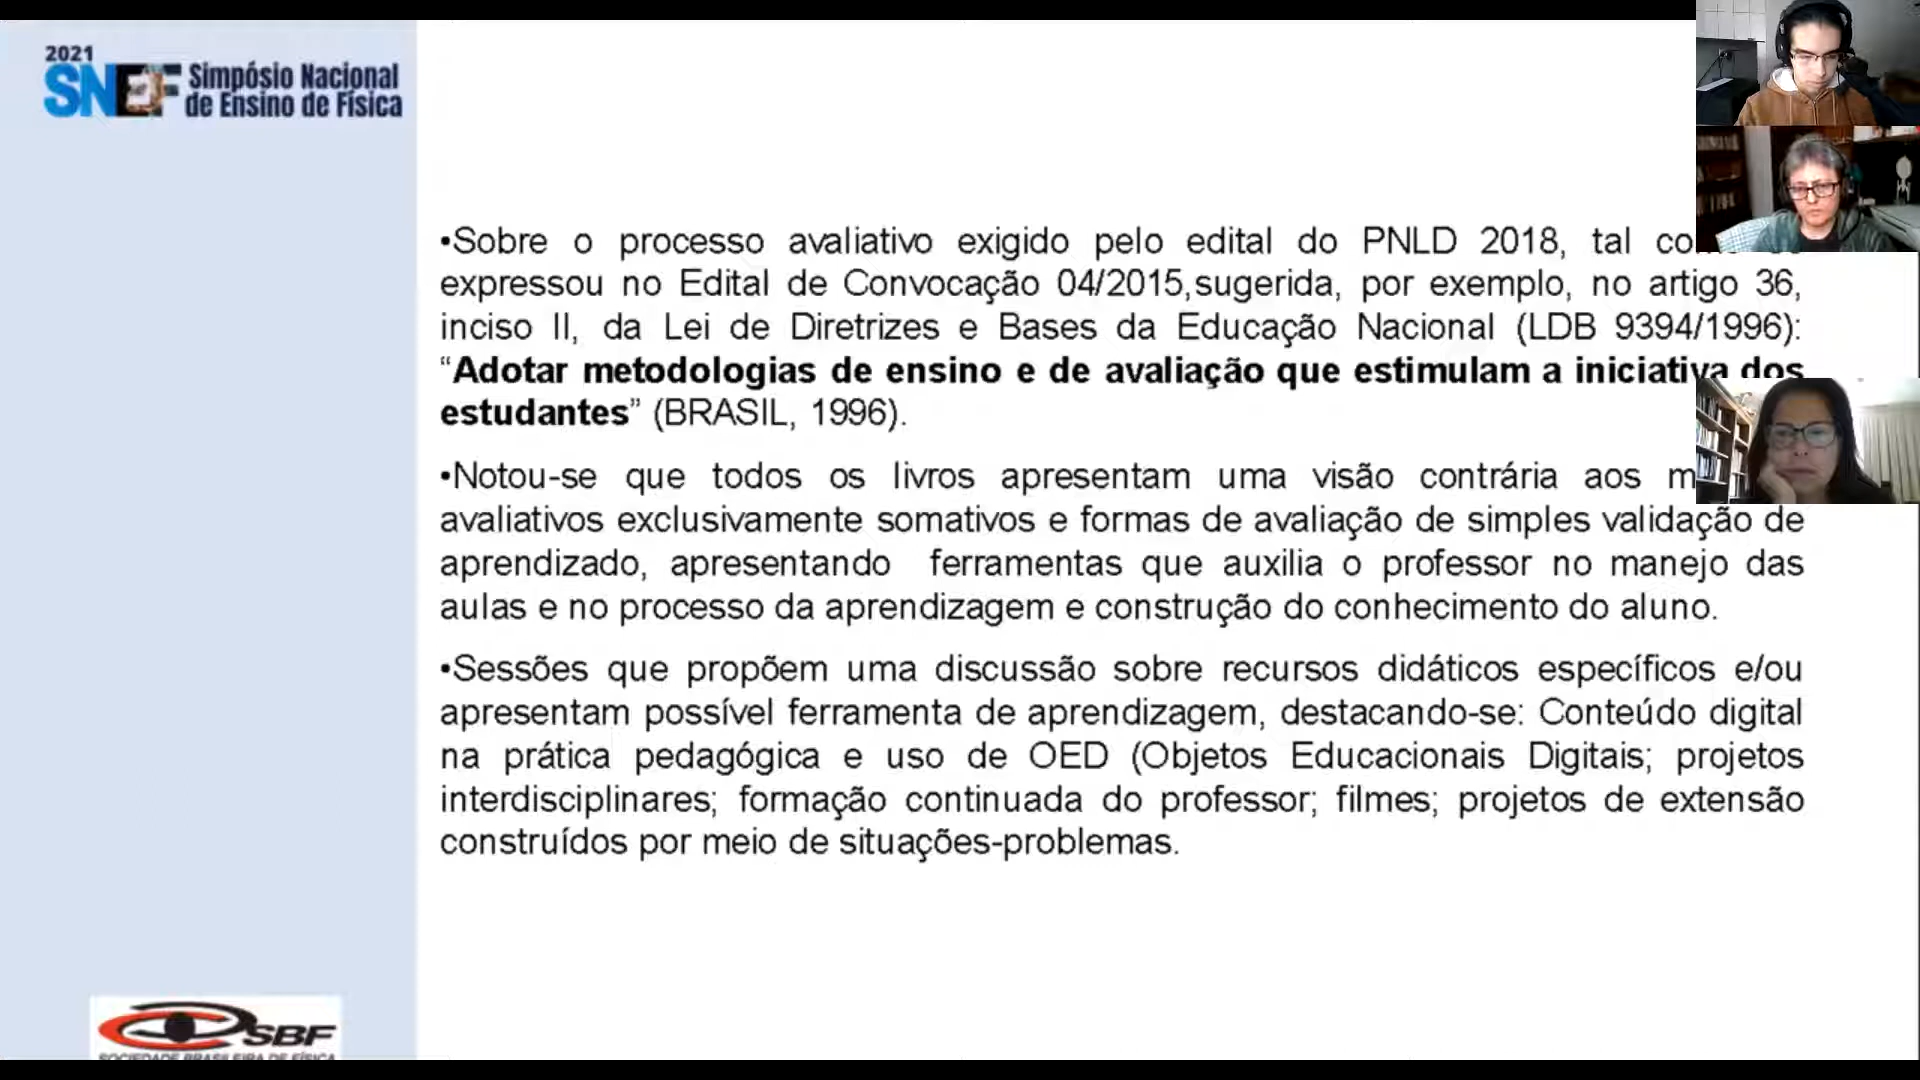 2021
SNEF Simpósio Nacional
de Ensino de Física
•Sobre o processo avaliativo exigido pelo edital do PNLD 2018, tal
expressou no Edital de Convocação 04/2015,sugerida, por exemplo, no artigo 36,
inciso II, da Lei de Diretrizes e Bases da Educação Nacional (LDB 9394/1996):
“Adotar metodologias de ensino e de avaliação que estimulam a iniciativa dos
estudantes” (BRASIL, 1996).
•Notou-se que todos os livros apresentam uma visão contrária aos
avaliativos exclusivamente somativos e formas de avaliação de simples validação de
aprendizado, apresentando ferramentas que auxilia o professor no manejo das
aulas e no processo da aprendizagem e construção do conhecimento do aluno.
•Sessões que propõem uma discussão sobre recursos didáticos específicos e/ou
apresentam possível ferramenta de aprendizagem, destacando-se: Conteúdo digital
na prática pedagógica e uso de OED (Objetos Educacionais Digitais; projetos
interdisciplinares; formação continuada do professor; filmes; projetos de extensão
construídos por meio de situações-problemas.
SBF
SOCIEDADE BRASILEIRA DE FÍSICA